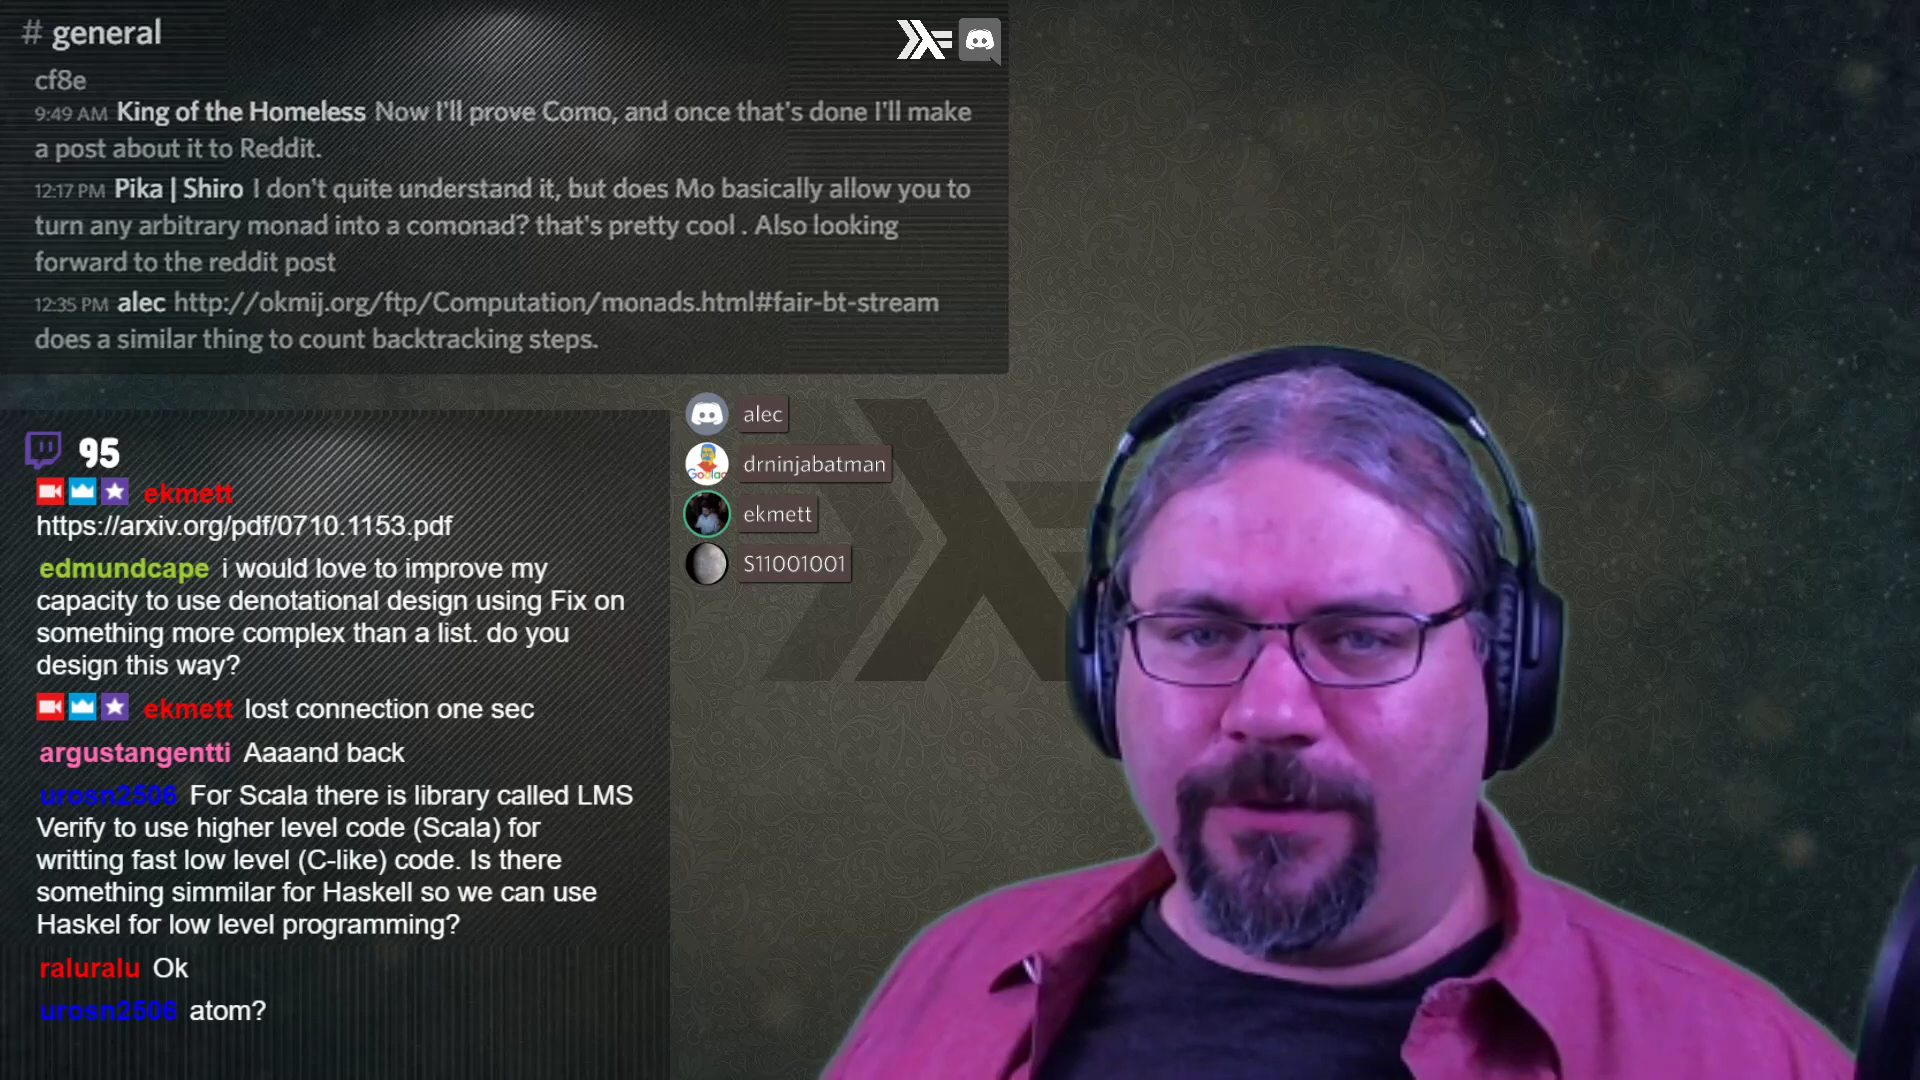 # general
cf8e
9:49 AM King of the Homeless Now I'll prove Como, and once that's done I'll make
a post about it to Reddit.
12:17 PM Pika | Shiro I don't quite understand it, but does Mo basically allow you to
turn any arbitrary monad into a comonad? that's pretty cool . Also looking
forward to the reddit post
12:35 PM alec http://okmij.org/ftp/Computation/monads.html#fair-bt-stream
does a similar thing to count backtracking steps.
alec
drninjabatman
ekmett
S11001001
95
ekmett
https://arxiv.org/pdf/0710.1153.pdf
edmundcape i would love to improve my
capacity to use denotational design using Fix on
something more complex than a list. do you
design this way?
ekmett lost connection one sec
argustangentti Aaaand back
urosn2506 For Scala there is library called LMS
Verify to use higher level code (Scala) for
writting fast low level (C-like) code. Is there
something simmilar for Haskell so we can use
Haskel for low level programming?
raluralu Ok
urosn2506 atom?